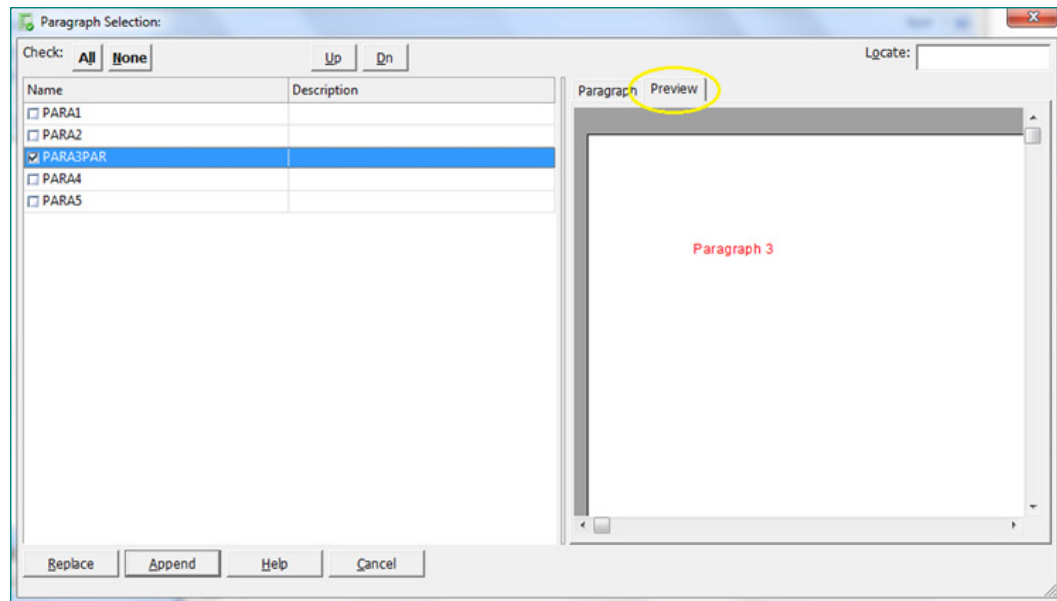 Paragraph Selection:
Check: All None Up Dn Locate:
Name Description
Paragraph Preview
PARA1
PARA2
PARA3PAR
PARA4
PARA5
Paragraph 3
Replace Append Help Cancel